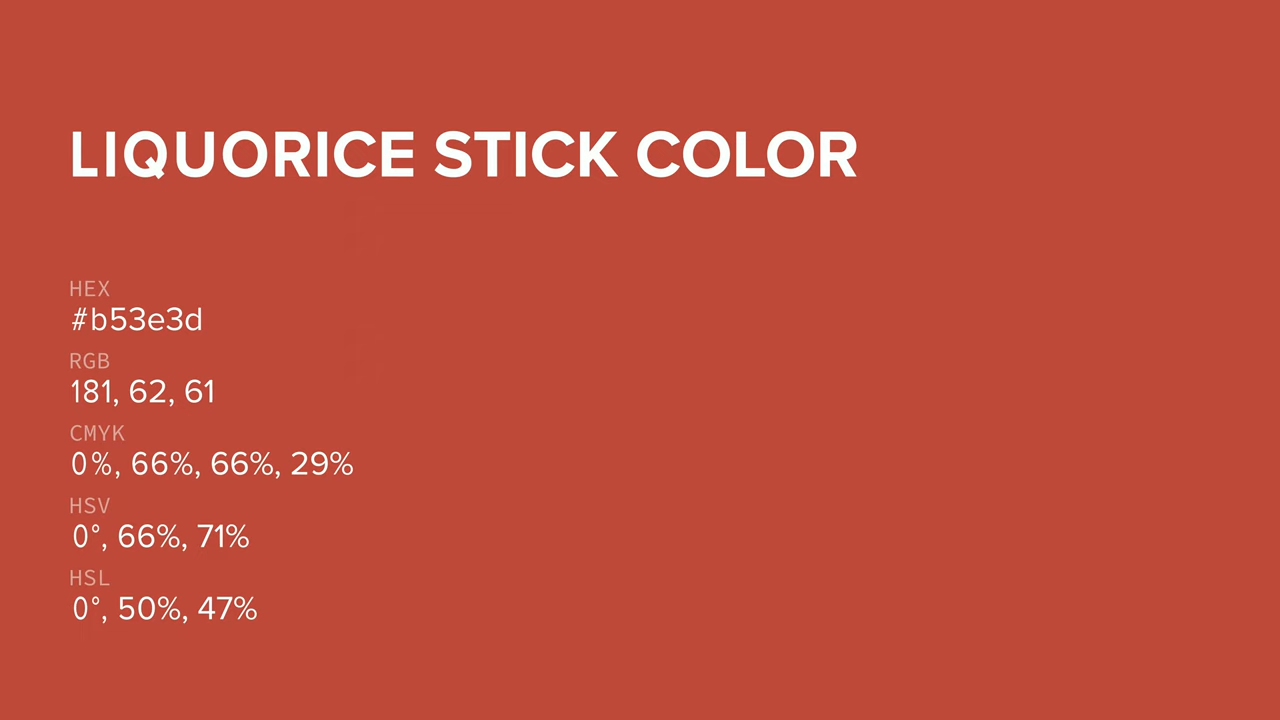 LIQUORICE STICK COLOR
HEX
#b53e3d
RGB
181, 62, 61
CMYK
0%, 66%, 66%, 29%
HSV
0°, 66%, 71%
HSL
0°, 50%, 47%